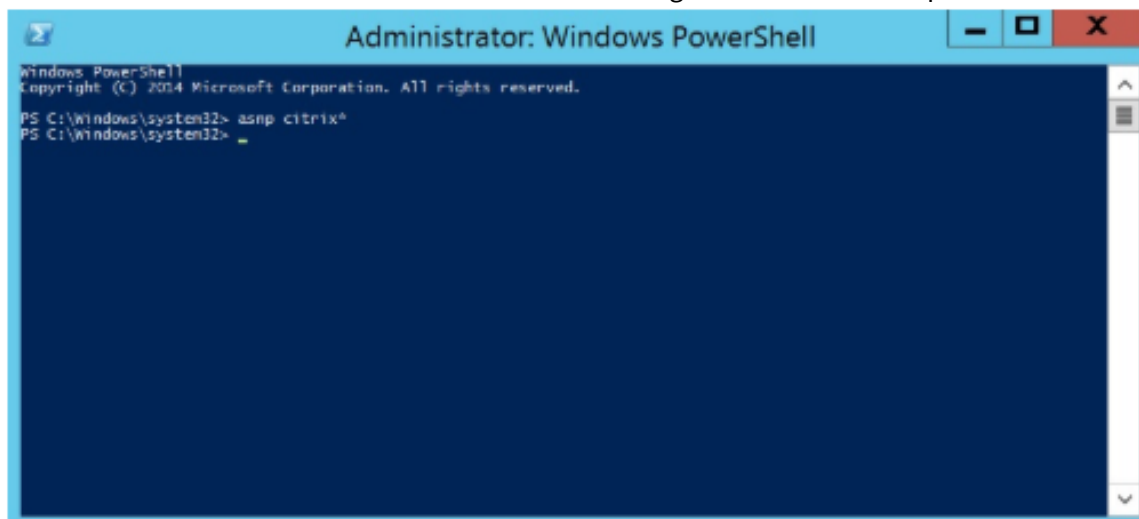 Administrator: Windows PowerShell
Windows PowerShell
Copyright (C) 2014 Microsoft Corporation. All rights reserved.
PS C:\Windows\system32> asnp citrix*
PS C:\Windows\system32> _